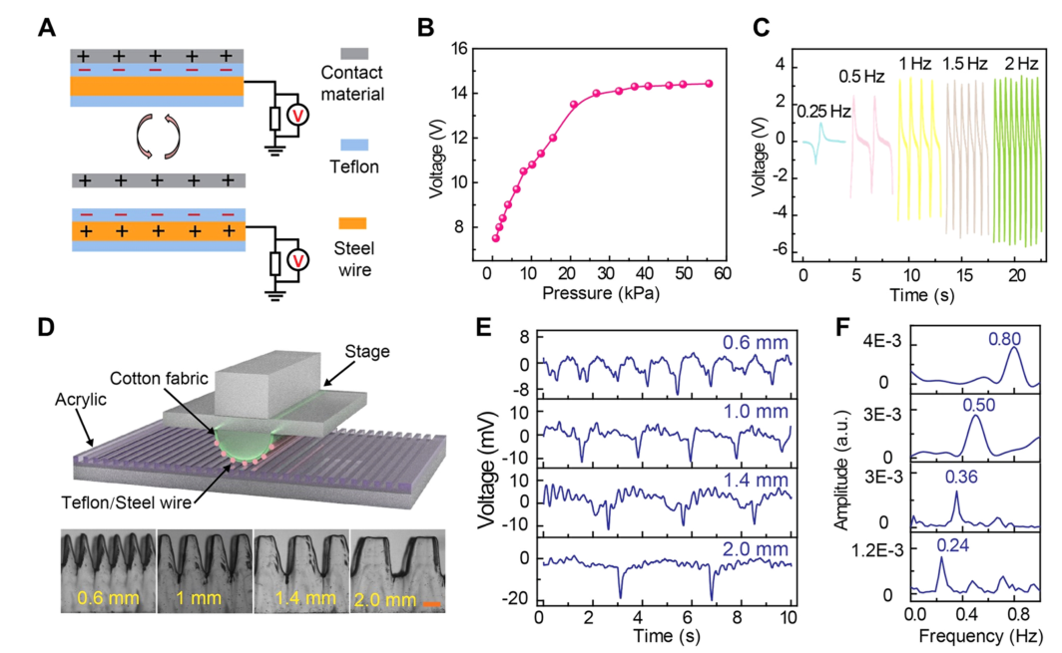 A
+ + + + +
− − − − −
V
Contact
material
Teflon
Steel
wire
+ + + + +
− − − − −
+ + + + +
V
B
16
14
12
10
8
Voltage (V)
0 10 20 30 40 50 60
Pressure (kPa)
C
4
2
0
-2
-4
-6
Voltage (V)
0.25 Hz
0.5 Hz
1 Hz
1.5 Hz
2 Hz
0 5 10 15 20
Time (s)
D
Stage
Cotton fabric
Acrylic
Teflon/Steel wire
0.6 mm
1 mm
1.4 mm
2.0 mm
E
Voltage (mV)
8
0
-8
0.6 mm
10
0
-10
1.0 mm
10
0
-10
1.4 mm
0
-20
2.0 mm
0 2 4 6 8 10
Time (s)
F
Amplitude (a.u.)
4E-3
0
0.80
3E-3
0
0.50
3E-3
0
0.36
1.2E-3
0
0.24
0.0 0.4 0.8
Frequency (Hz)